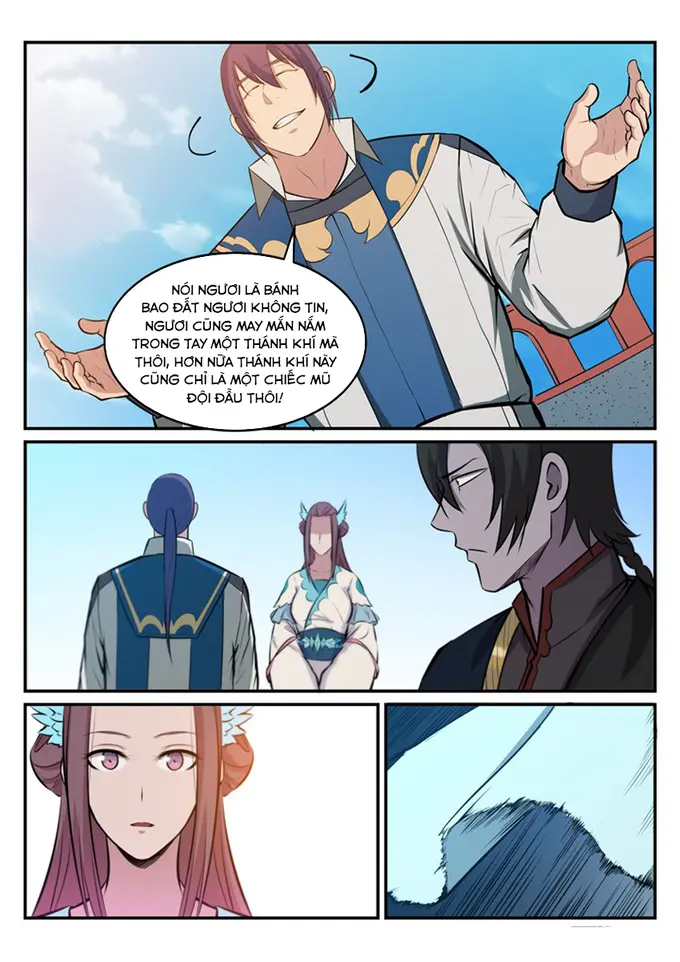 NÓI NGƯƠI LÀ BÁNH
BAO ĐẤT NGƯƠI KHÔNG TIN,
NGƯƠI CŨNG MAY MẮN NẮM
TRONG TAY MỘT THÁNH KHÍ MÀ
THÔI, HƠN NỮA THÁNH KHÍ NÀY
CŨNG CHỈ LÀ MỘT CHIẾC MŨ
ĐỘI ĐẦU THÔI!